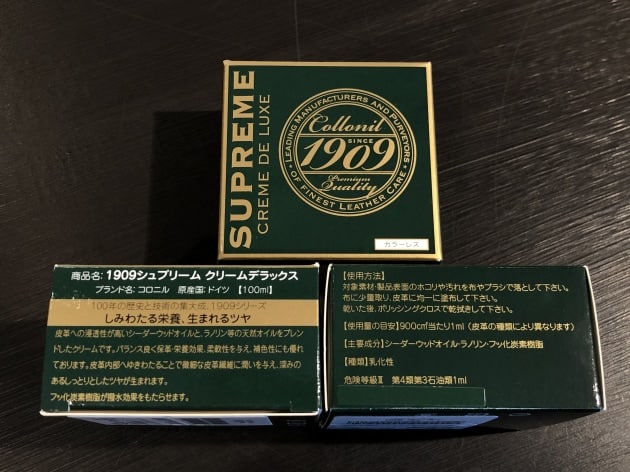 SUPREME
CREME DE LUXE
LEADING MANUFACTURERS AND PURVEYORS
Collonil
SINCE
1909
Premium
Quality
OF FINEST LEATHER CARE
カラーレス
商品名: 1909シュプリーム クリームデラックス
ブランド名: コロニル 原産国: ドイツ 【100ml】
100年の歴史と技術の集大成、1909シリーズ
しみわたる栄養、生まれるツヤ
皮革への浸透性が高いシーダーウッドオイルと、ラノリン等の天然オイルをブレン
ドしたクリームです。バランス良く保革・栄養効果、柔軟性を与え、補色性にも優れ
ております。皮革内部へゆきわたることで微細な皮革繊維に潤いを与え、深みの
あるしっとりとしたツヤが生まれます。
フッ化炭素樹脂が撥水効果をもたらせます。
【使用方法】
対象素材・製品表面のホコリや汚れを布やブラシで落として下さい。
布に少量取り、皮革に均一に塗布して下さい。
乾いた後、ポリッシングクロスで乾拭きして下さい。
【使用量の目安】900㎠当たり1ml (皮革の種類により異なります)
【主要成分】シーダーウッドオイル・ラノリン・フッ化炭素樹脂
【種類】乳化性
危険等級Ⅲ 第4類第3石油類1ml